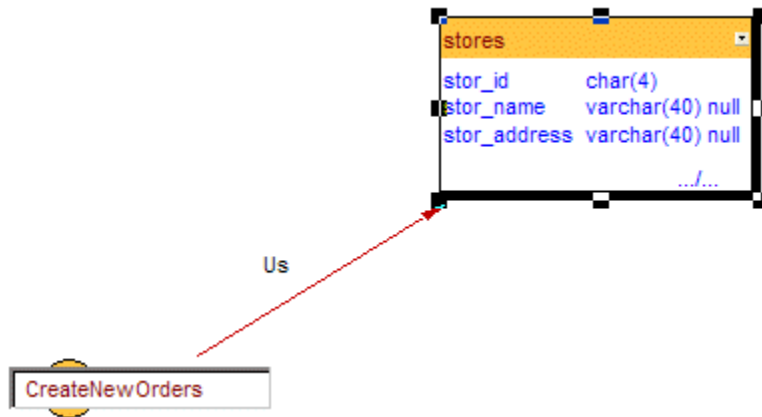 stores
stor_id char(4)
stor_name varchar(40) null
stor_address varchar(40) null
.../...
Us
CreateNewOrders